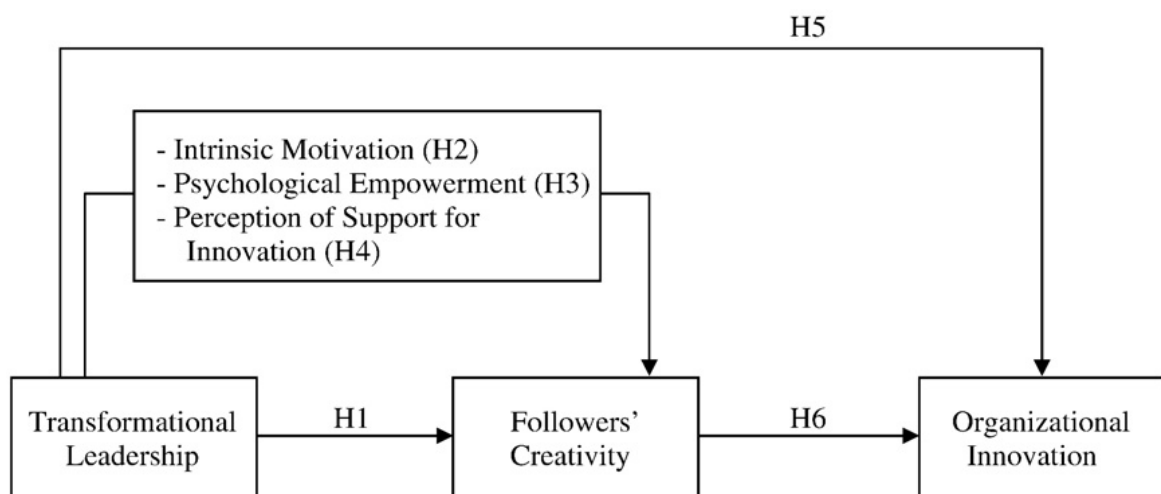 H5
- Intrinsic Motivation (H2)
- Psychological Empowerment (H3)
- Perception of Support for
Innovation (H4)
Transformational
Leadership
H1
Followers'
Creativity
H6
Organizational
Innovation